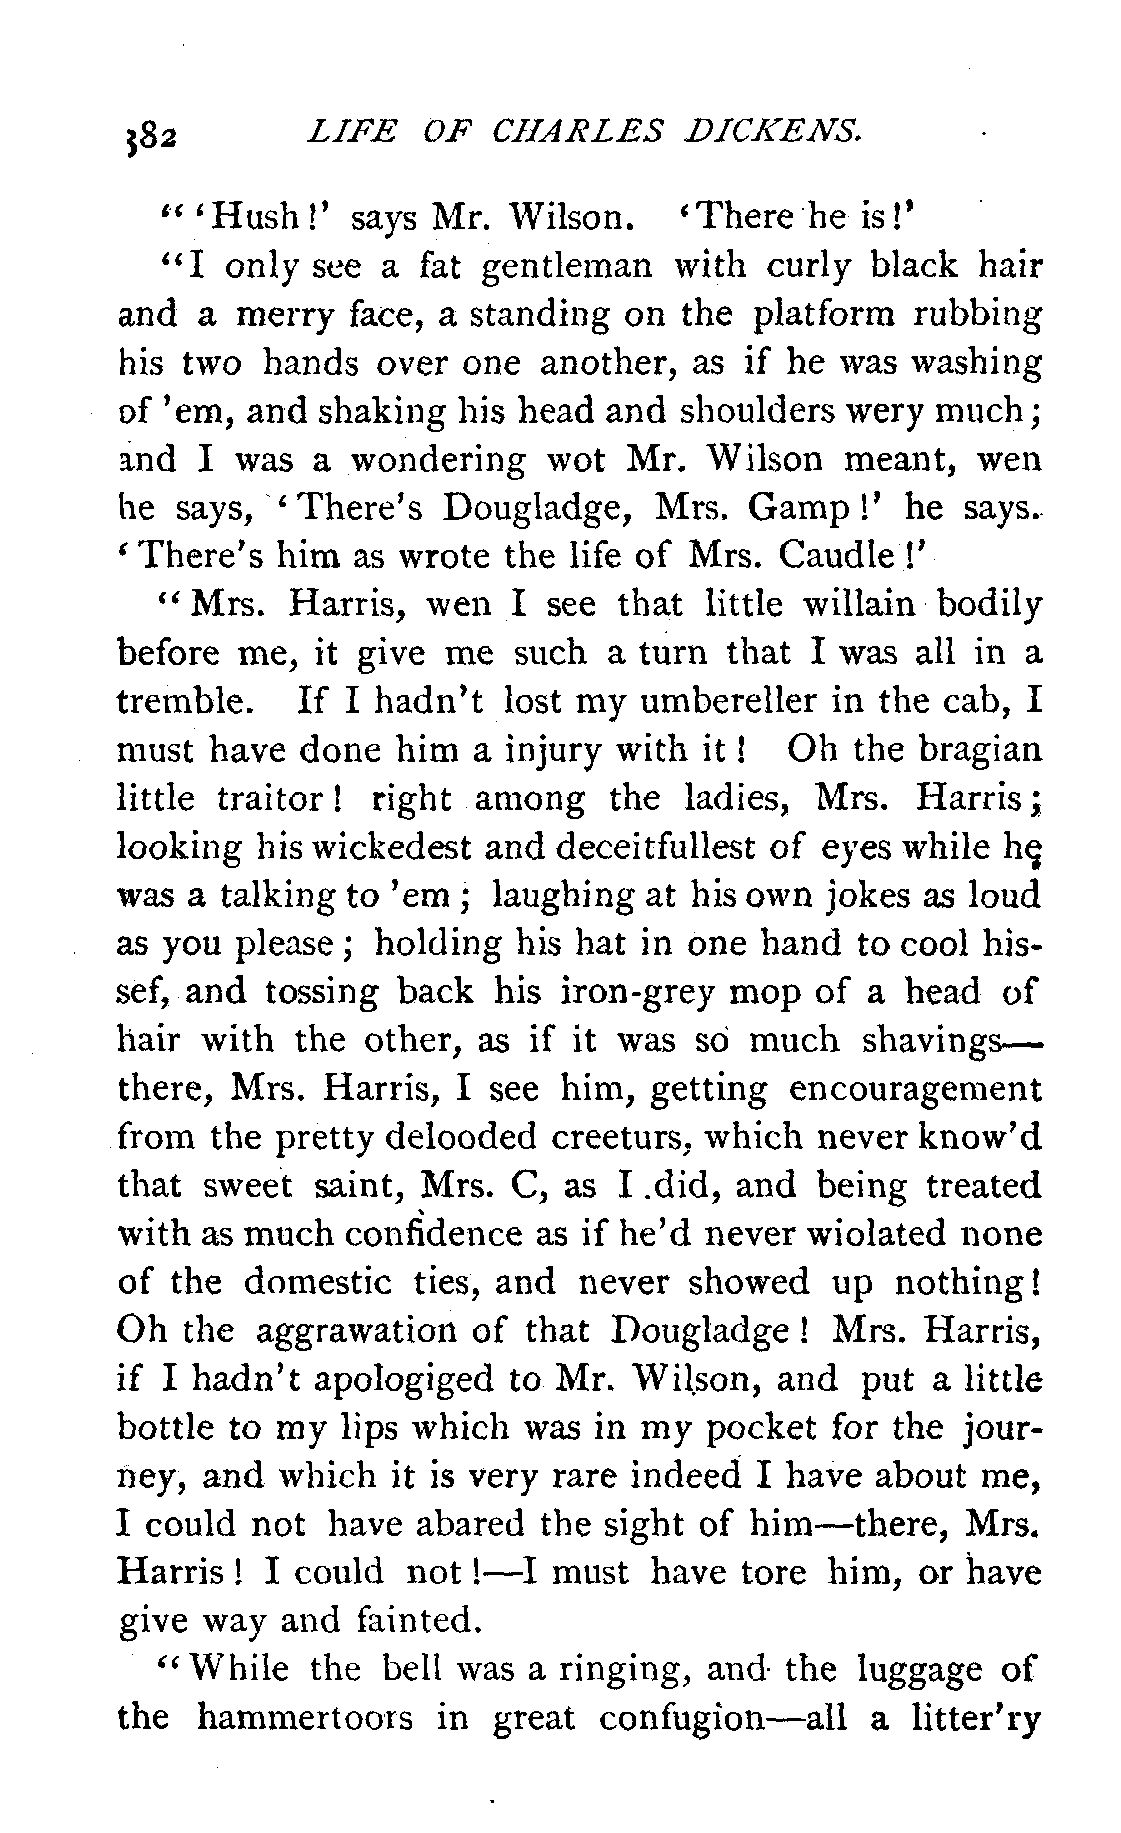 382 LIFE OF CHARLES DICKENS.
“‘Hush!’ says Mr. Wilson. ‘There he is!’
“I only see a fat gentleman with curly black hair
and a merry face, a standing on the platform rubbing
his two hands over one another, as if he was washing
of ’em, and shaking his head and shoulders wery much;
and I was a wondering wot Mr. Wilson meant, wen
he says, ‘There’s Dougladge, Mrs. Gamp!’ he says.
‘There’s him as wrote the life of Mrs. Caudle!’
“Mrs. Harris, wen I see that little willain bodily
before me, it give me such a turn that I was all in a
tremble. If I hadn’t lost my umbereller in the cab, I
must have done him a injury with it! Oh the bragian
little traitor! right among the ladies, Mrs. Harris;
looking his wickedest and deceitfullest of eyes while he
was a talking to ’em; laughing at his own jokes as loud
as you please; holding his hat in one hand to cool his-
sef, and tossing back his iron-grey mop of a head of
hair with the other, as if it was so much shavings—
there, Mrs. Harris, I see him, getting encouragement
from the pretty delooded creeturs, which never know’d
that sweet saint, Mrs. C, as I did, and being treated
with as much confidence as if he’d never wiolated none
of the domestic ties, and never showed up nothing!
Oh the aggrawation of that Dougladge! Mrs. Harris,
if I hadn’t apologiged to Mr. Wilson, and put a little
bottle to my lips which was in my pocket for the jour-
ney, and which it is very rare indeed I have about me,
I could not have abared the sight of him—there, Mrs.
Harris! I could not!—I must have tore him, or have
give way and fainted.
“While the bell was a ringing, and the luggage of
the hammertoors in great confugion—all a litter’ry